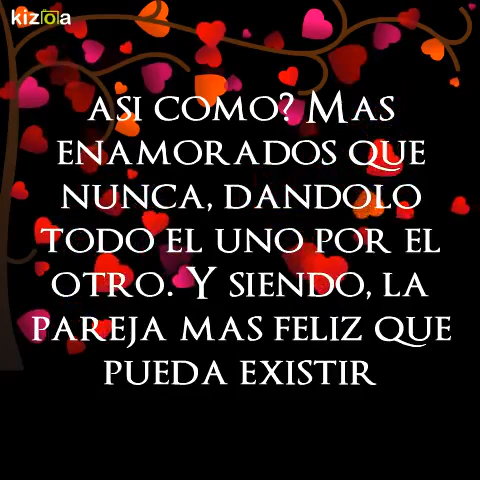 kizoa
asi como? Mas
enamorados que
nunca, dandolo
todo el uno por el
otro. Y siendo, la
pareja mas feliz que
pueda existir